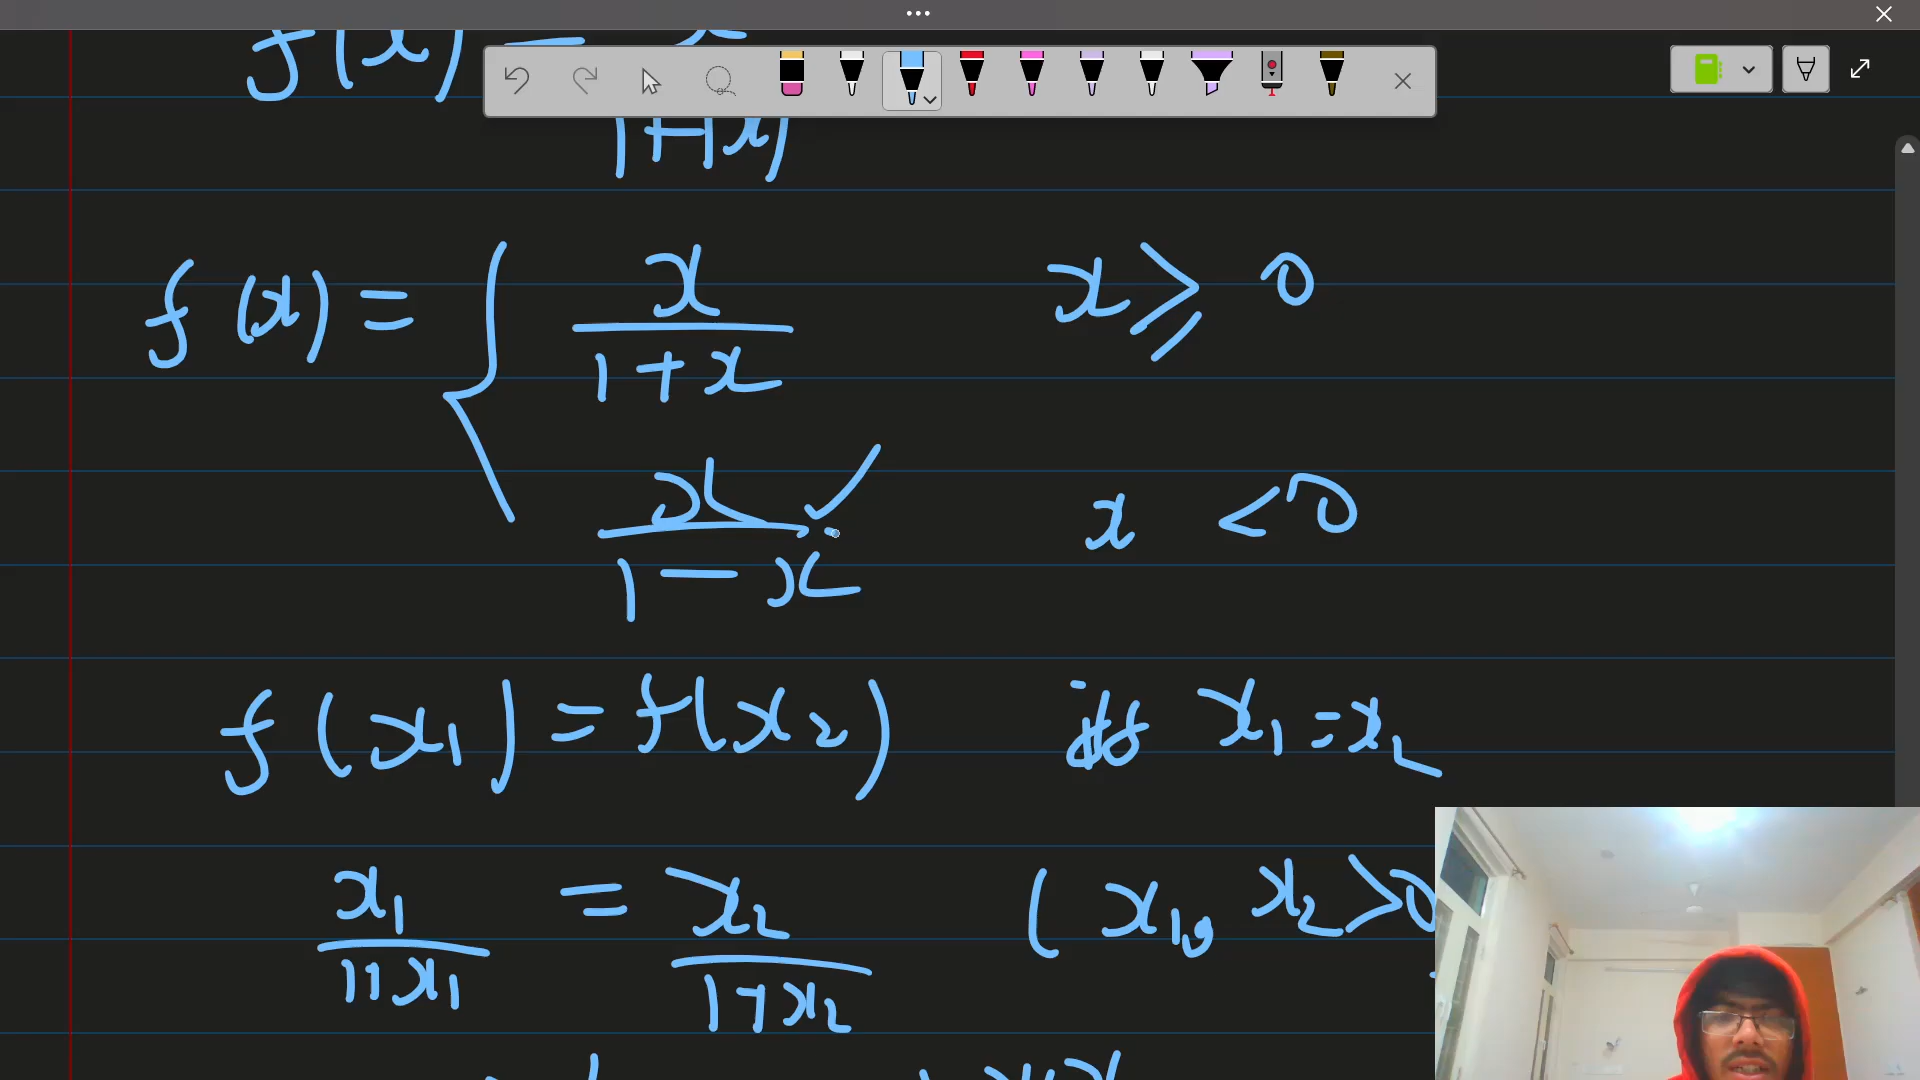 f(x) = x
1+|x|
f(x) = { x / 1+x x ≥ 0
x / 1-x x < 0
f(x1) = f(x2) iff x1 = x2
x1 / 1+x1 = x2 / 1+x2 (x1, x2 > 0